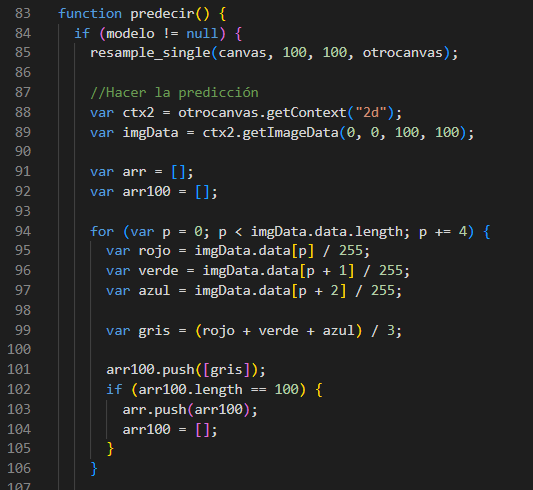 83 function predecir() {
84 if (modelo != null) {
85 resample_single(canvas, 100, 100, otrocanvas);
86
87 //Hacer la predicción
88 var ctx2 = otrocanvas.getContext("2d");
89 var imgData = ctx2.getImageData(0, 0, 100, 100);
90
91 var arr = [];
92 var arr100 = [];
93
94 for (var p = 0; p < imgData.data.length; p += 4) {
95 var rojo = imgData.data[p] / 255;
96 var verde = imgData.data[p + 1] / 255;
97 var azul = imgData.data[p + 2] / 255;
98
99 var gris = (rojo + verde + azul) / 3;
100
101 arr100.push([gris]);
102 if (arr100.length == 100) {
103 arr.push(arr100);
104 arr100 = [];
105 }
106 }
107